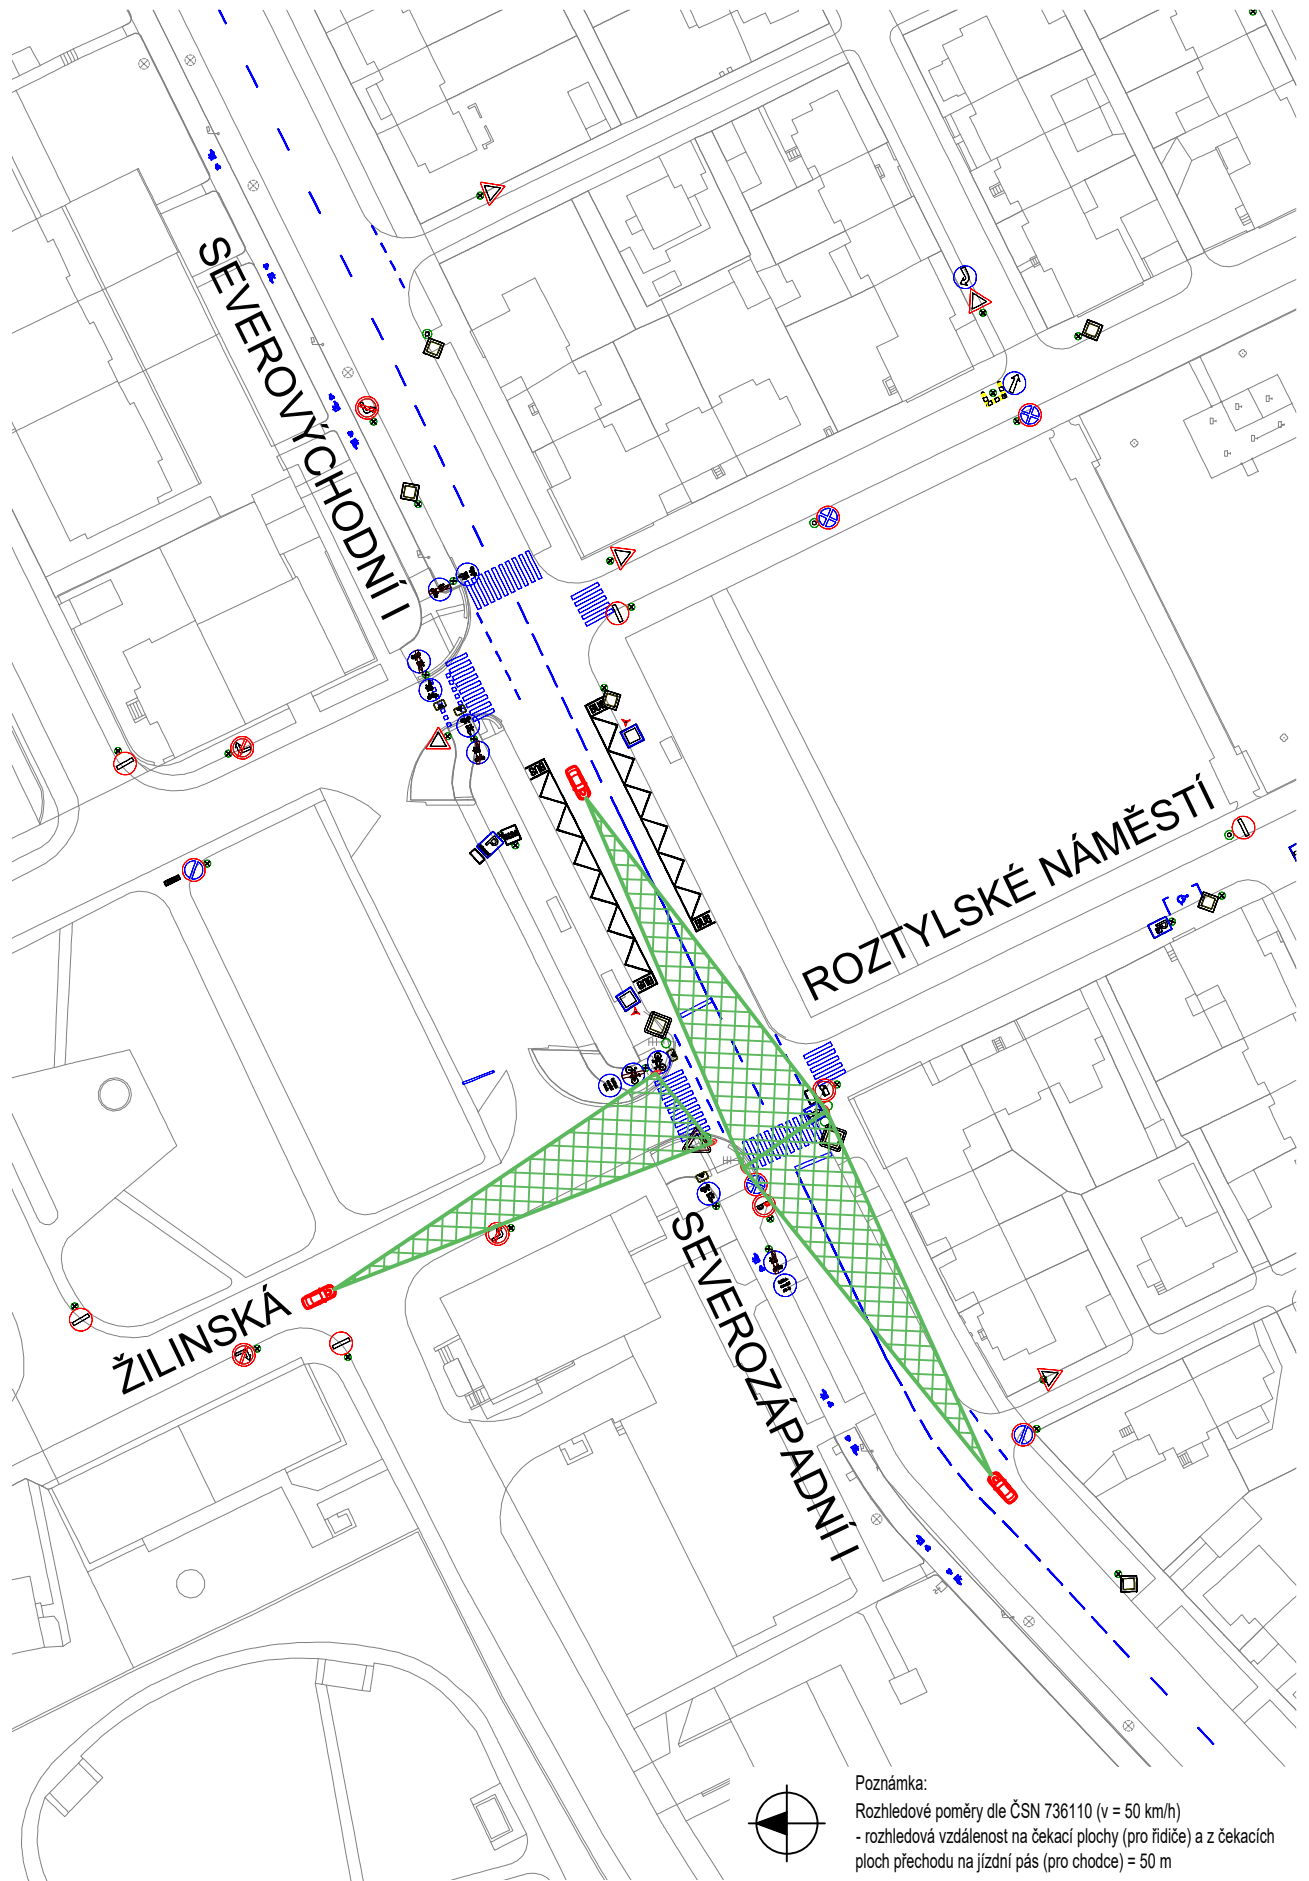 SEVEROVÝCHODNÍ I
ROZTYLSKÉ NÁMĚSTÍ
ŽILINSKÁ
SEVEROZÁPADNÍ I
Poznámka:
Rozhledové poměry dle ČSN 736110 (v = 50 km/h)
- rozhledová vzdálenost na čekací plochy (pro řidiče) a z čekacích
ploch přechodu na jízdní pás (pro chodce) = 50 m